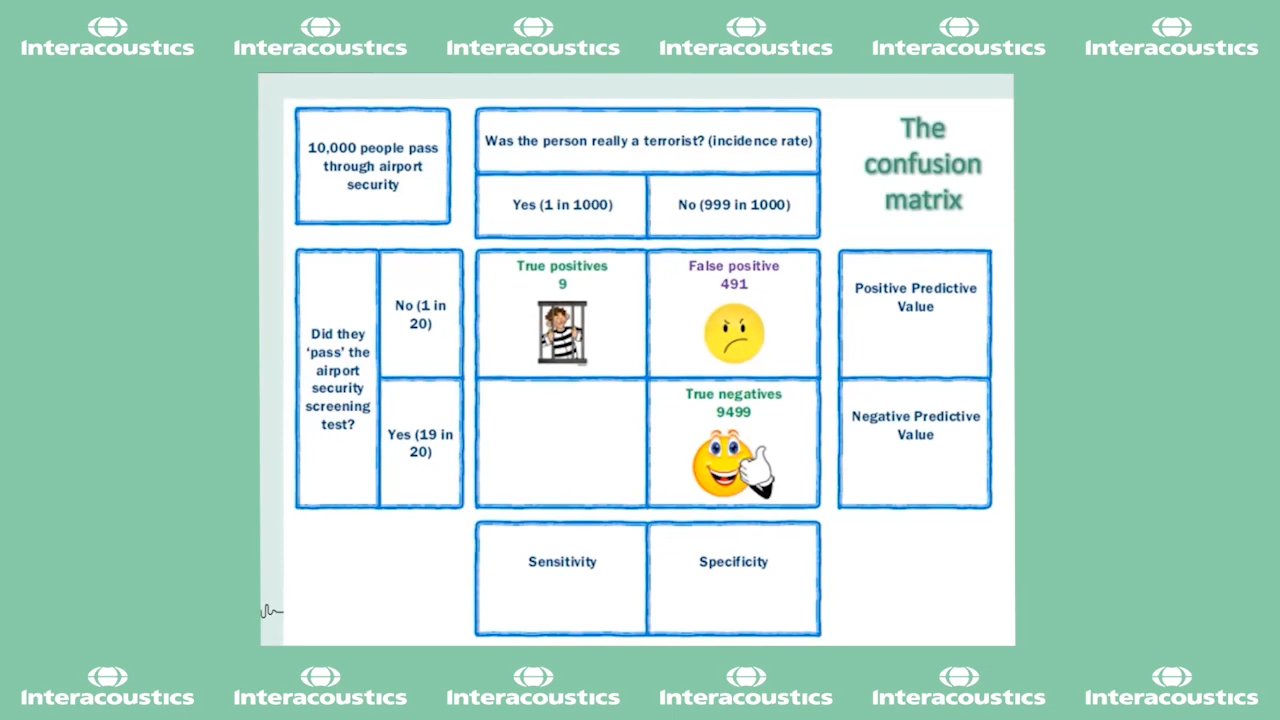 Interacoustics Interacoustics Interacoustics Interacoustics Interacoustics Interacoustics
10,000 people pass
through airport
security
Was the person really a terrorist? (incidence rate)
Yes (1 in 1000)
No (999 in 1000)
The
confusion
matrix
Did they
‘pass’ the
airport
security
screening
test?
No (1 in
20)
Yes (19 in
20)
True positives
9
False positive
491
True negatives
9499
Positive Predictive
Value
Negative Predictive
Value
Sensitivity
Specificity
Interacoustics Interacoustics Interacoustics Interacoustics Interacoustics Interacoustics